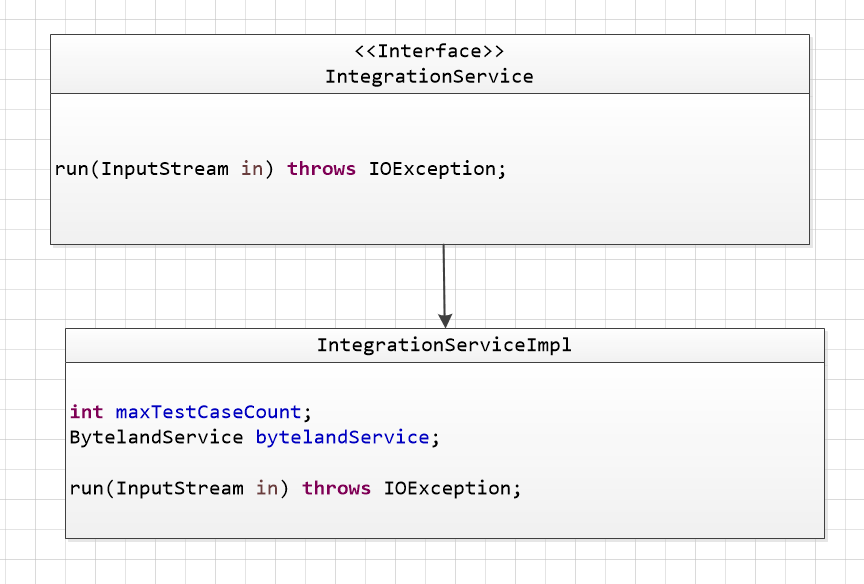 <<Interface>>
IntegrationService
run(InputStream in) throws IOException;
IntegrationServiceImpl
int maxTestCaseCount;
BytelandService bytelandService;
run(InputStream in) throws IOException;